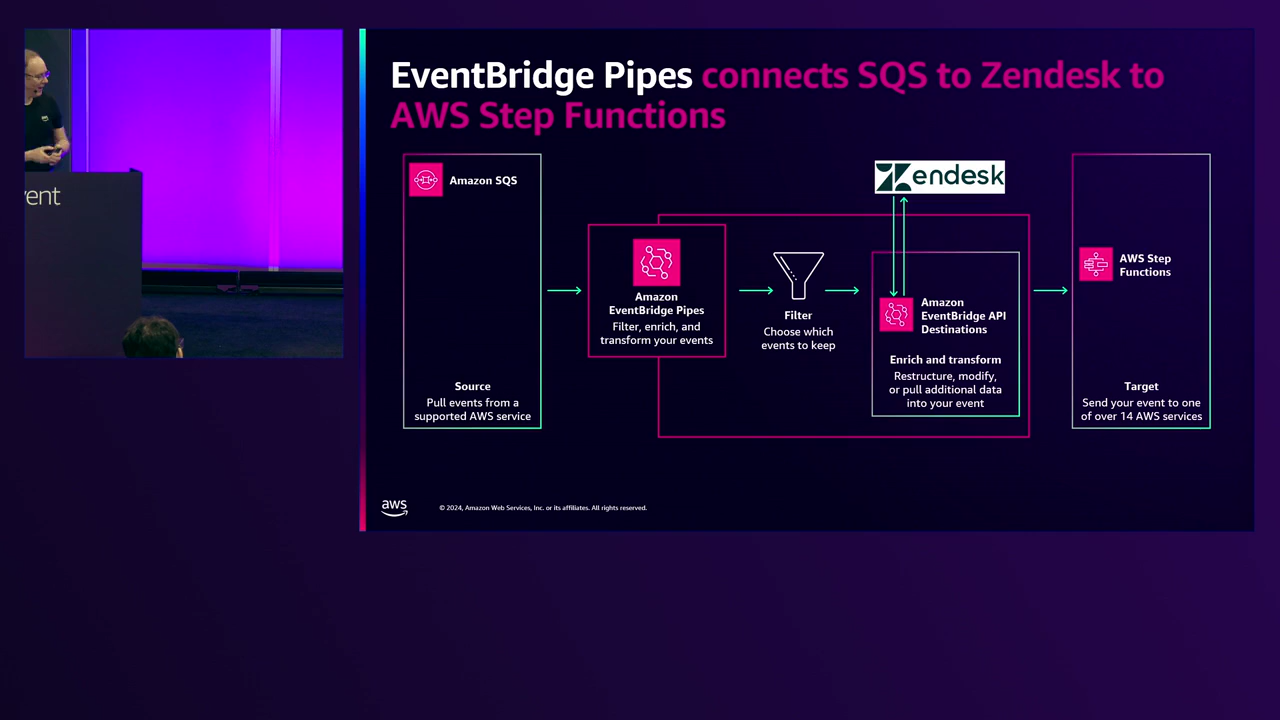 vent
EventBridge Pipes connects SQS to Zendesk to
AWS Step Functions
Amazon SQS
Source
Pull events from a
supported AWS service
Amazon
EventBridge Pipes
Filter, enrich, and
transform your events
Filter
Choose which
events to keep
Zendesk
Amazon
EventBridge API
Destinations
Enrich and transform
Restructure, modify,
or pull additional data
into your event
AWS Step
Functions
Target
Send your event to one
of over 14 AWS services
aws
© 2024, Amazon Web Services, Inc. or its affiliates. All rights reserved.